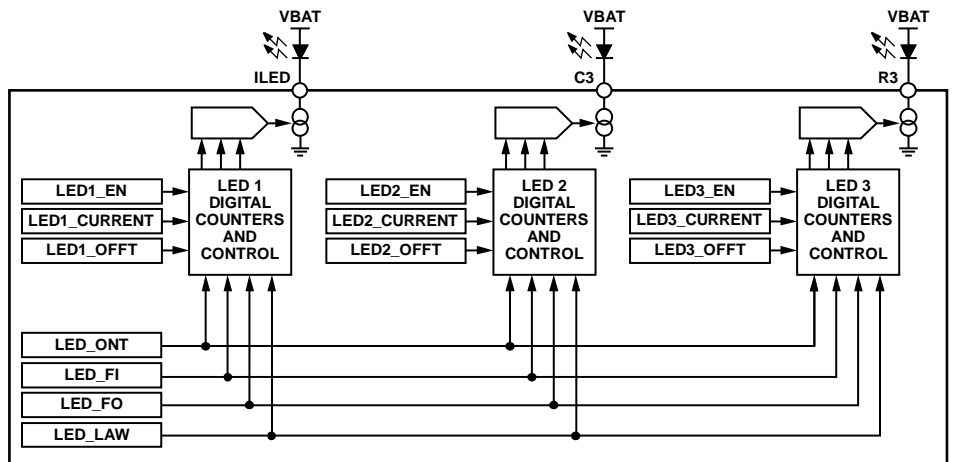 VBAT VBAT VBAT
ILED C3 R3
LED1_EN
LED1_CURRENT
LED1_OFFT
LED 1
DIGITAL
COUNTERS
AND
CONTROL
LED2_EN
LED2_CURRENT
LED2_OFFT
LED 2
DIGITAL
COUNTERS
AND
CONTROL
LED3_EN
LED3_CURRENT
LED3_OFFT
LED 3
DIGITAL
COUNTERS
AND
CONTROL
LED_ONT
LED_FI
LED_FO
LED_LAW